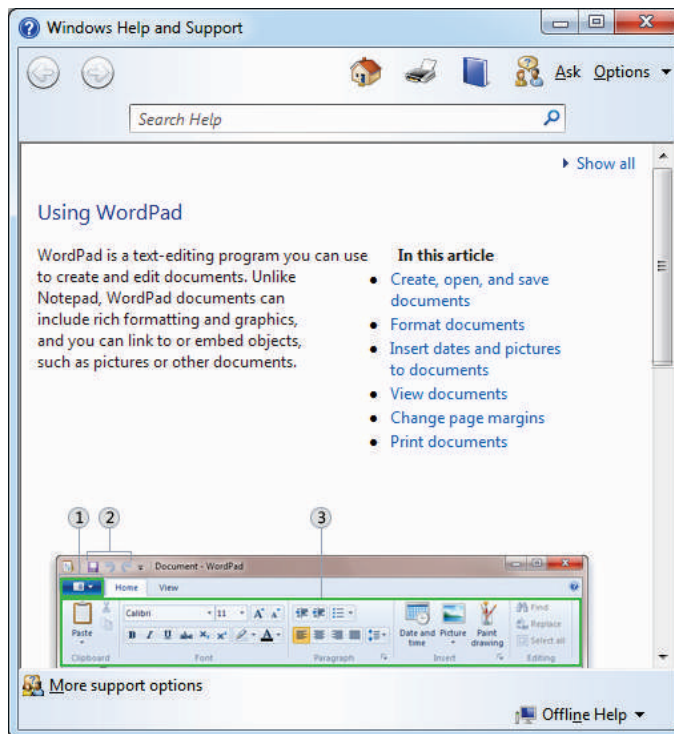 Windows Help and Support
Ask Options
Search Help
Show all
Using WordPad
WordPad is a text-editing program you can use
to create and edit documents. Unlike
Notepad, WordPad documents can
include rich formatting and graphics,
and you can link to or embed objects,
such as pictures or other documents.
In this article
Create, open, and save
documents
Format documents
Insert dates and pictures
to documents
View documents
Change page margins
Print documents
1 2 3
Document - WordPad
Home View
Calibri 11 A A Find
Replace
Paste B I U abc X₂ X² A Date and Picture Paint Select all
time drawing
Clipboard Font Paragraph Insert Editing
More support options
Offline Help